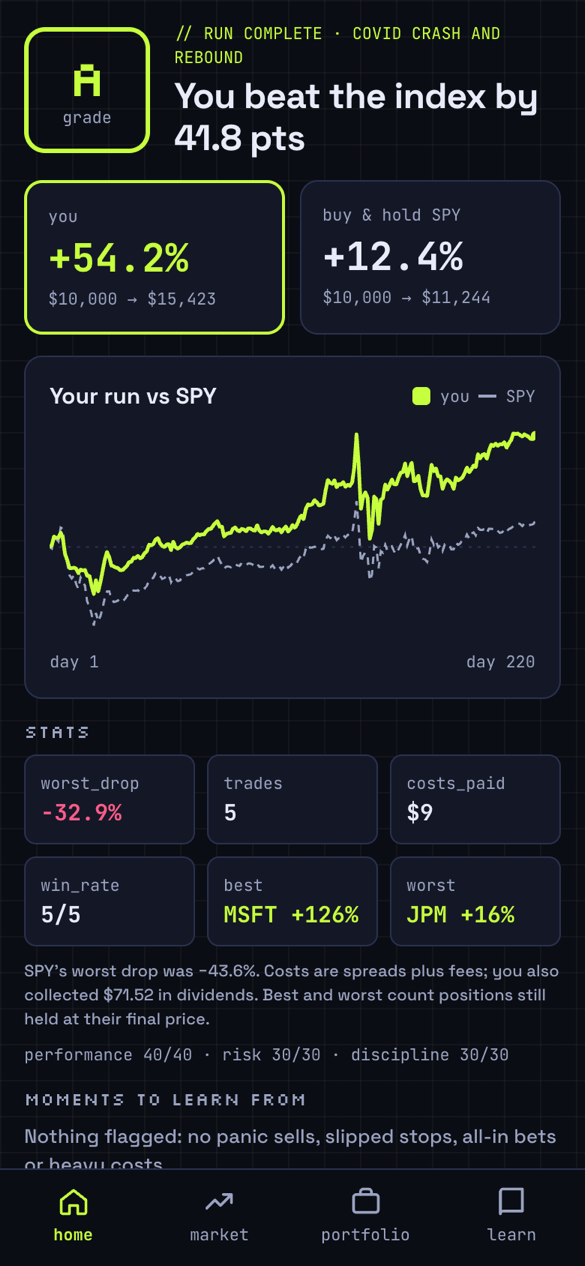 A
grade
// RUN COMPLETE · COVID CRASH AND
REBOUND
You beat the index by
41.8 pts
you
+54.2%
$10,000 → $15,423
buy & hold SPY
+12.4%
$10,000 → $11,244
Your run vs SPY
you
SPY
day 1
day 220
STATS
worst_drop
-32.9%
trades
5
costs_paid
$9
win_rate
5/5
best
MSFT +126%
worst
JPM +16%
SPY's worst drop was -43.6%. Costs are spreads plus fees; you also
collected $71.52 in dividends. Best and worst count positions still
held at their final price.
performance 40/40 · risk 30/30 · discipline 30/30
MOMENTS TO LEARN FROM
Nothing flagged: no panic sells, slipped stops, all-in bets
or heavy costs
home
market
portfolio
learn